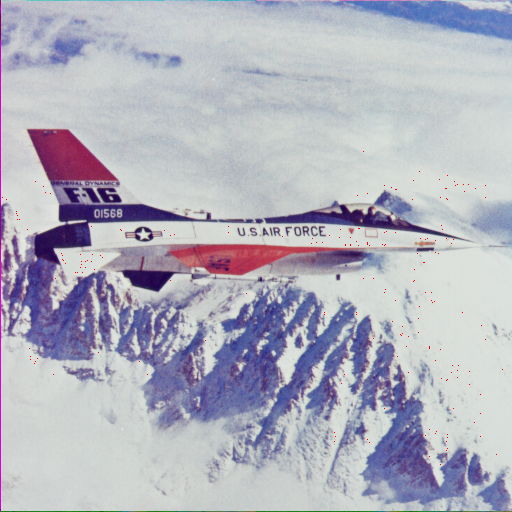 GENERAL DYNAMICS
F-16
01568
U.S. AIR FORCE